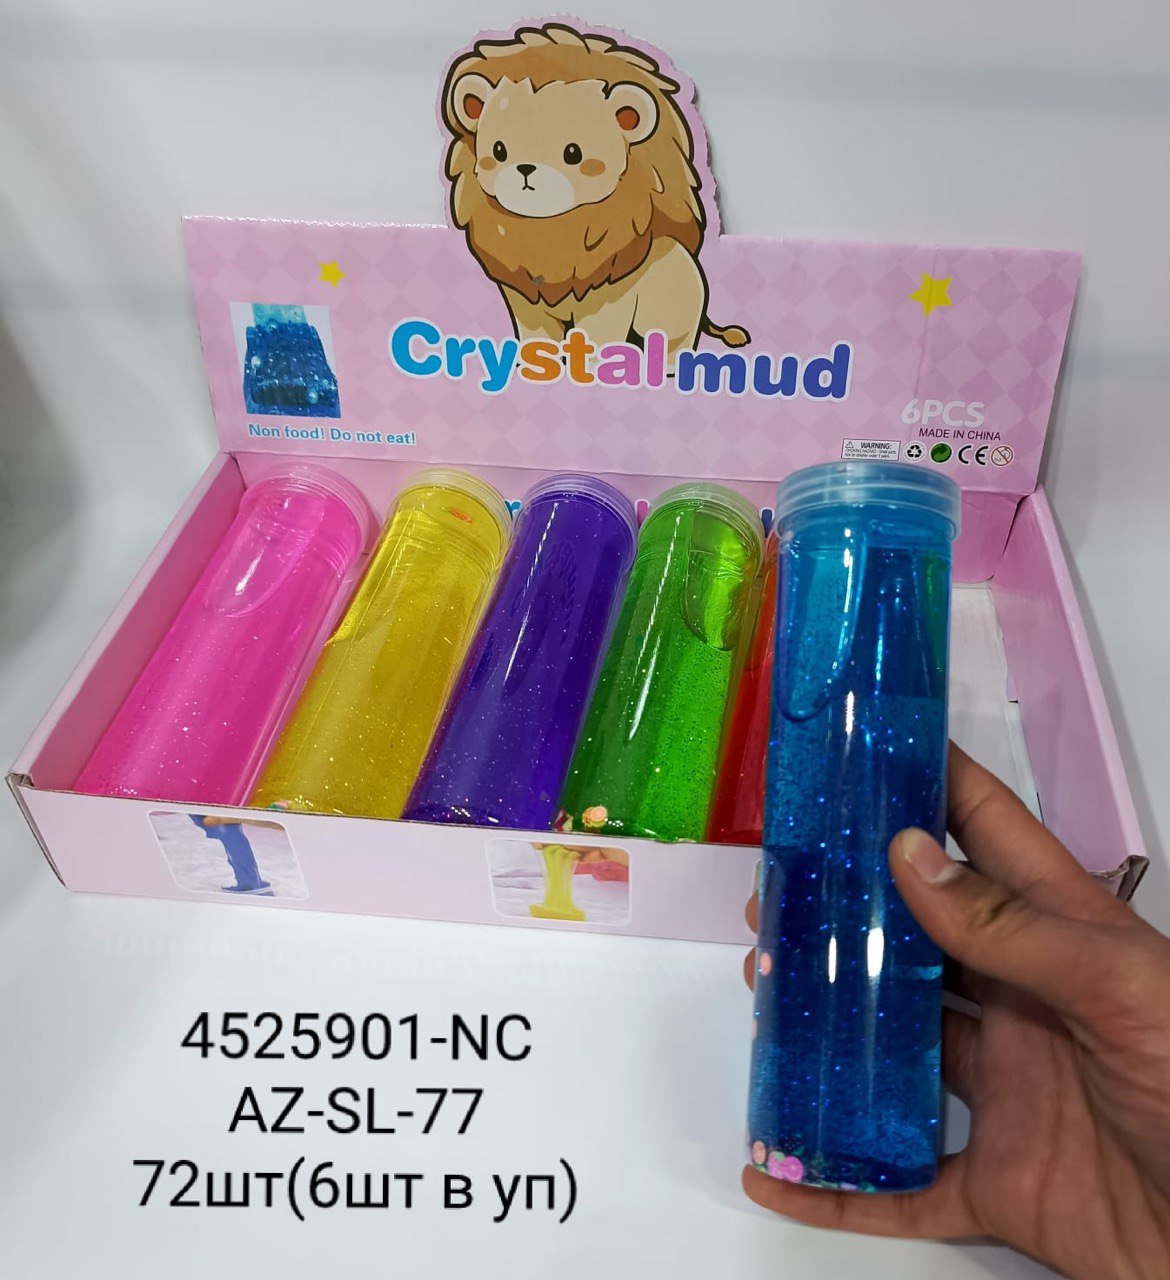 Crystal mud
Non food! Do not eat!
6PCS
MADE IN CHINA
WARNING:
CE
4525901-NC
AZ-SL-77
72шт(6шт в уп)